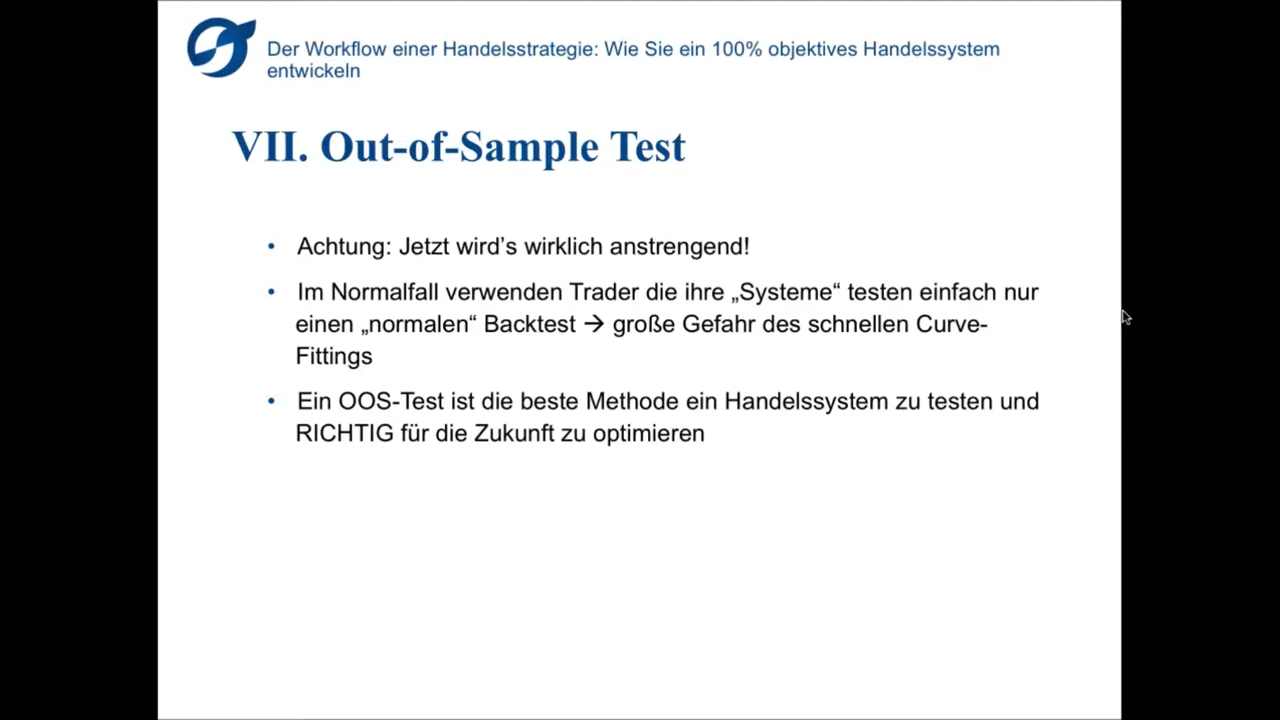 Der Workflow einer Handelsstrategie: Wie Sie ein 100% objektives Handelssystem
entwickeln
VII. Out-of-Sample Test
• Achtung: Jetzt wird’s wirklich anstrengend!
• Im Normalfall verwenden Trader die ihre „Systeme“ testen einfach nur
einen „normalen“ Backtest → große Gefahr des schnellen Curve-
Fittings
• Ein OOS-Test ist die beste Methode ein Handelssystem zu testen und
RICHTIG für die Zukunft zu optimieren